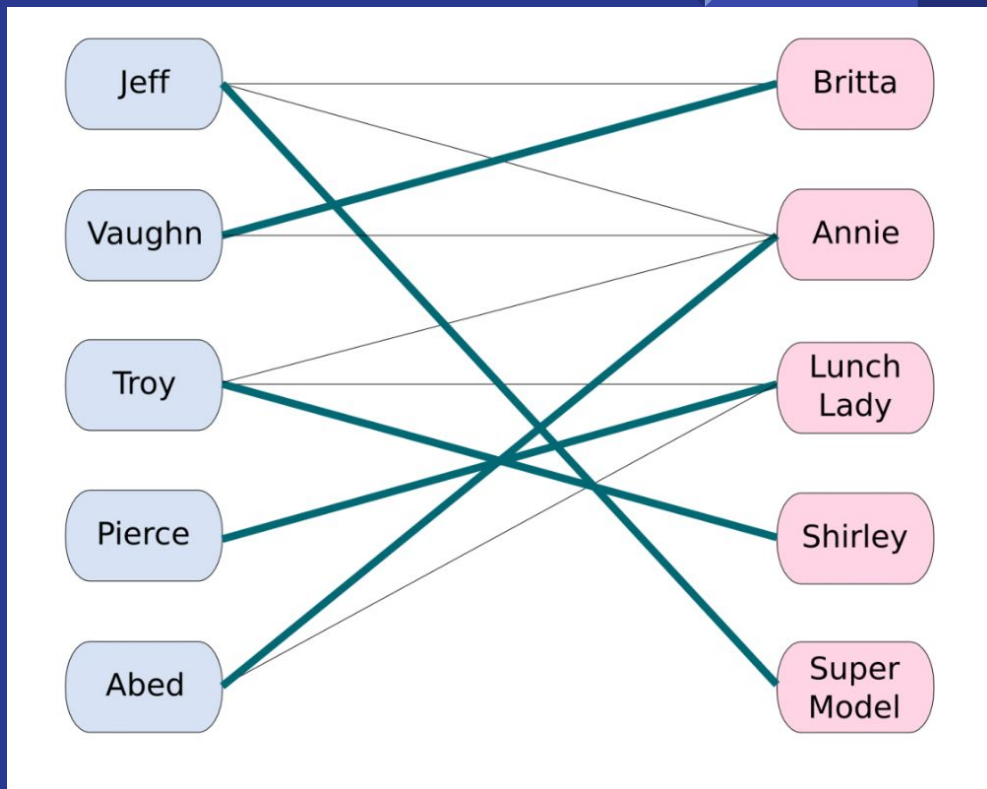 Jeff
Britta
Vaughn
Annie
Troy
Lunch
Lady
Pierce
Shirley
Abed
Super
Model